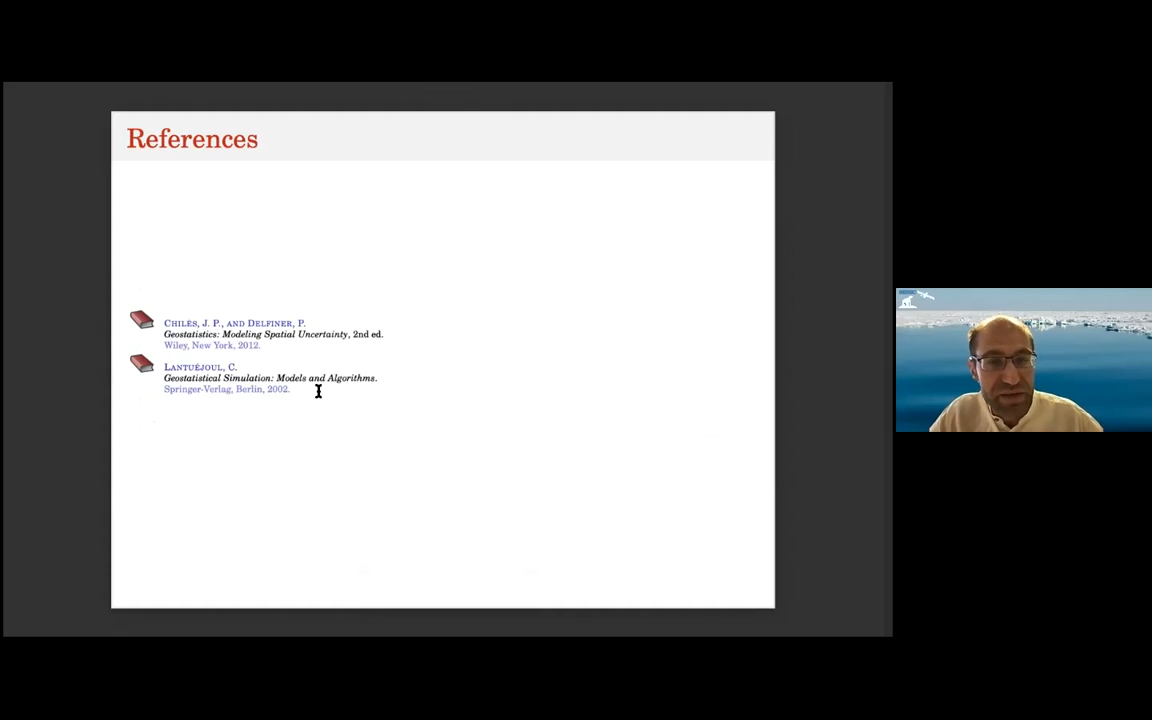 References
CHILÈS, J. P., AND DELFINER, P.
Geostatistics: Modeling Spatial Uncertainty, 2nd ed.
Wiley, New York, 2012.
LANTUÉJOUL, C.
Geostatistical Simulation: Models and Algorithms.
Springer-Verlag, Berlin, 2002.